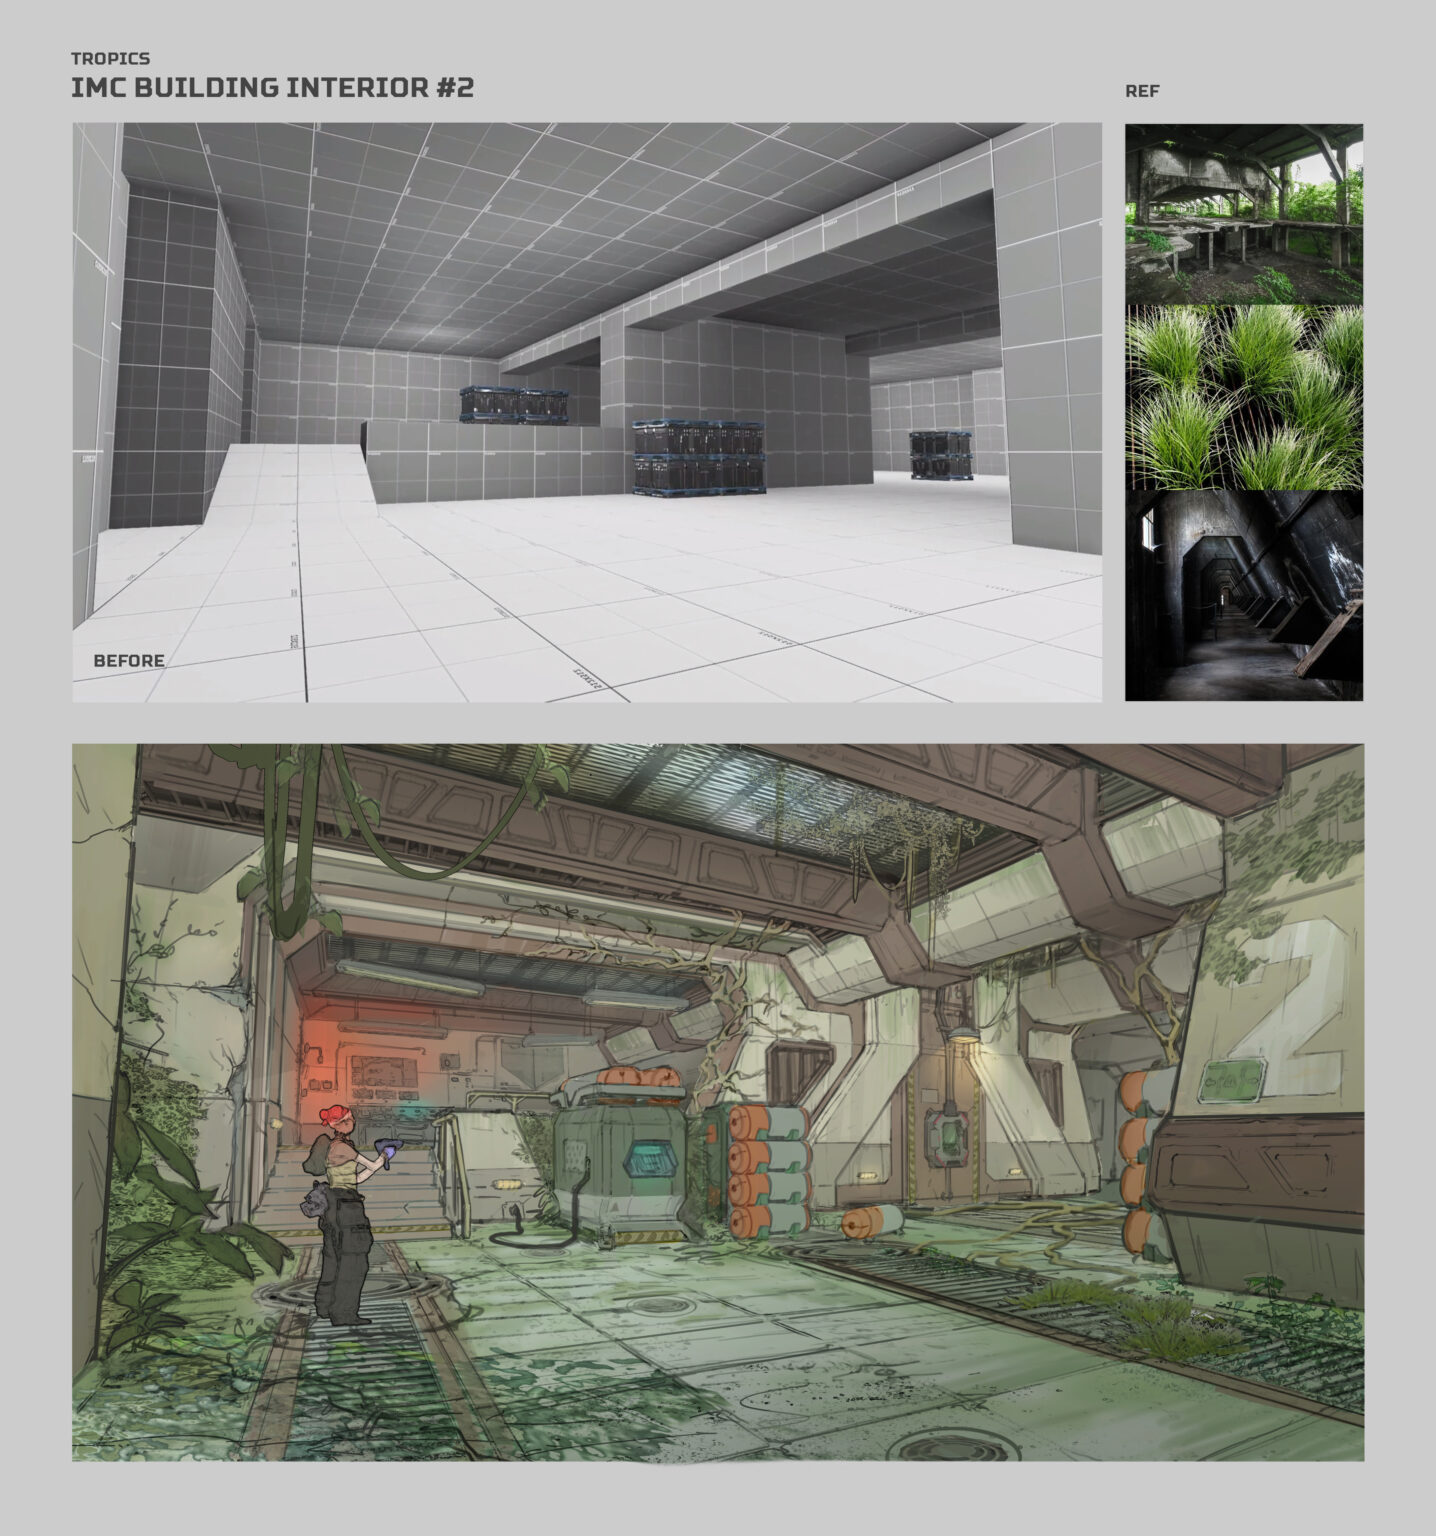 TROPICS
IMC BUILDING INTERIOR #2
REF
BEFORE
2